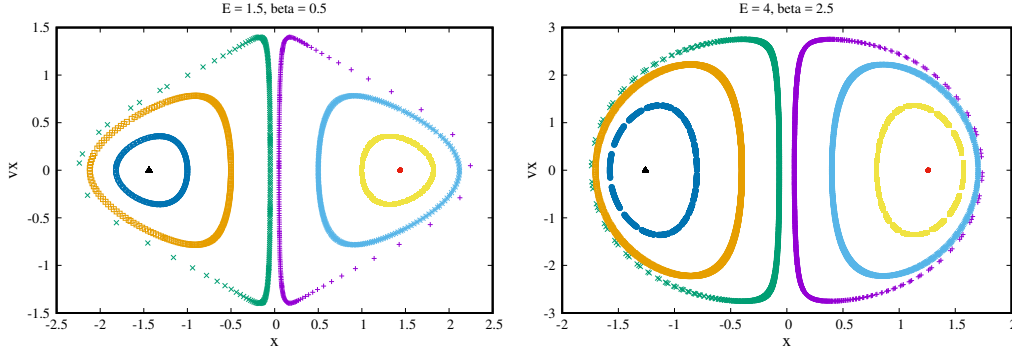 E = 1.5, beta = 0.5
1.5
1
0.5
0
-0.5
-1
-1.5
vx
-2.5 -2 -1.5 -1 -0.5 0 0.5 1 1.5 2 2.5
x
E = 4, beta = 2.5
3
2
1
0
-1
-2
-3
vx
-2 -1.5 -1 -0.5 0 0.5 1 1.5 2
x